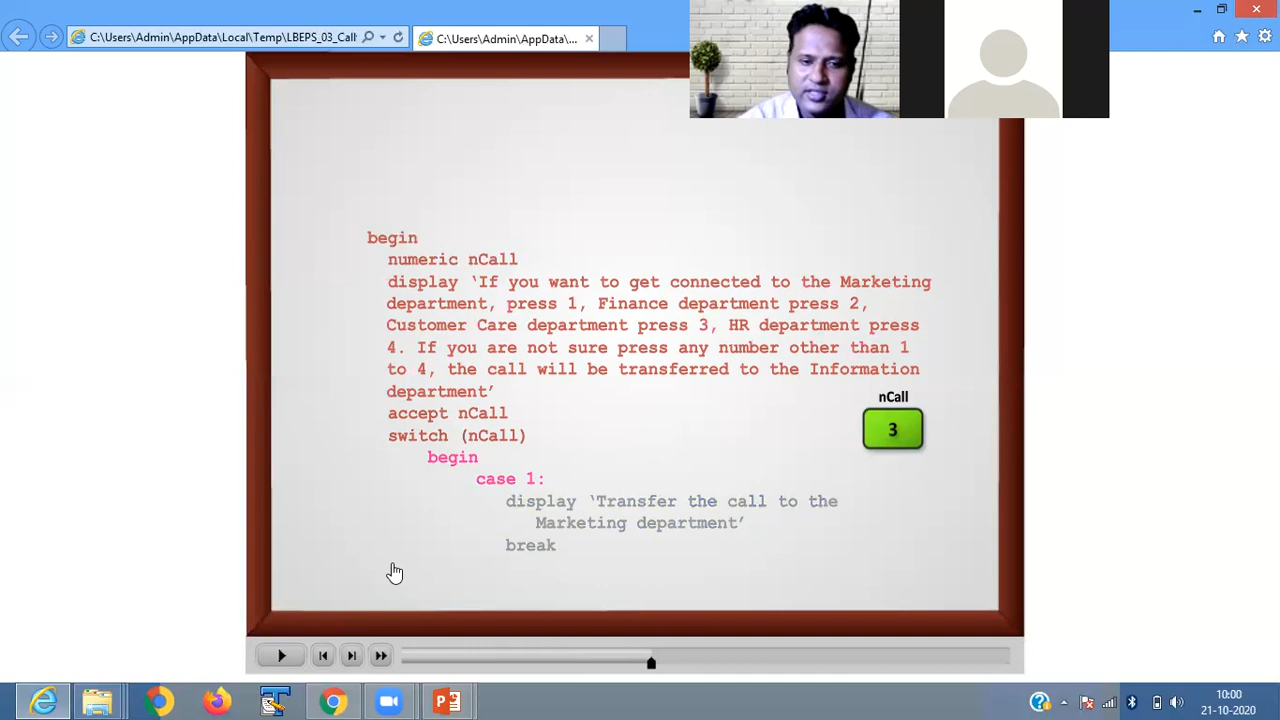 C:\Users\Admin\AppData\Local\Temp\LBEPS_03_Call
C:\Users\Admin\AppData\...
begin
numeric nCall
display ‘If you want to get connected to the Marketing
department, press 1, Finance department press 2,
Customer Care department press 3, HR department press
4. If you are not sure press any number other than 1
to 4, the call will be transferred to the Information
department’
accept nCall
switch (nCall)
nCall
3
begin
case 1:
display ‘Transfer the call to the
Marketing department’
break
10:00
21-10-2020